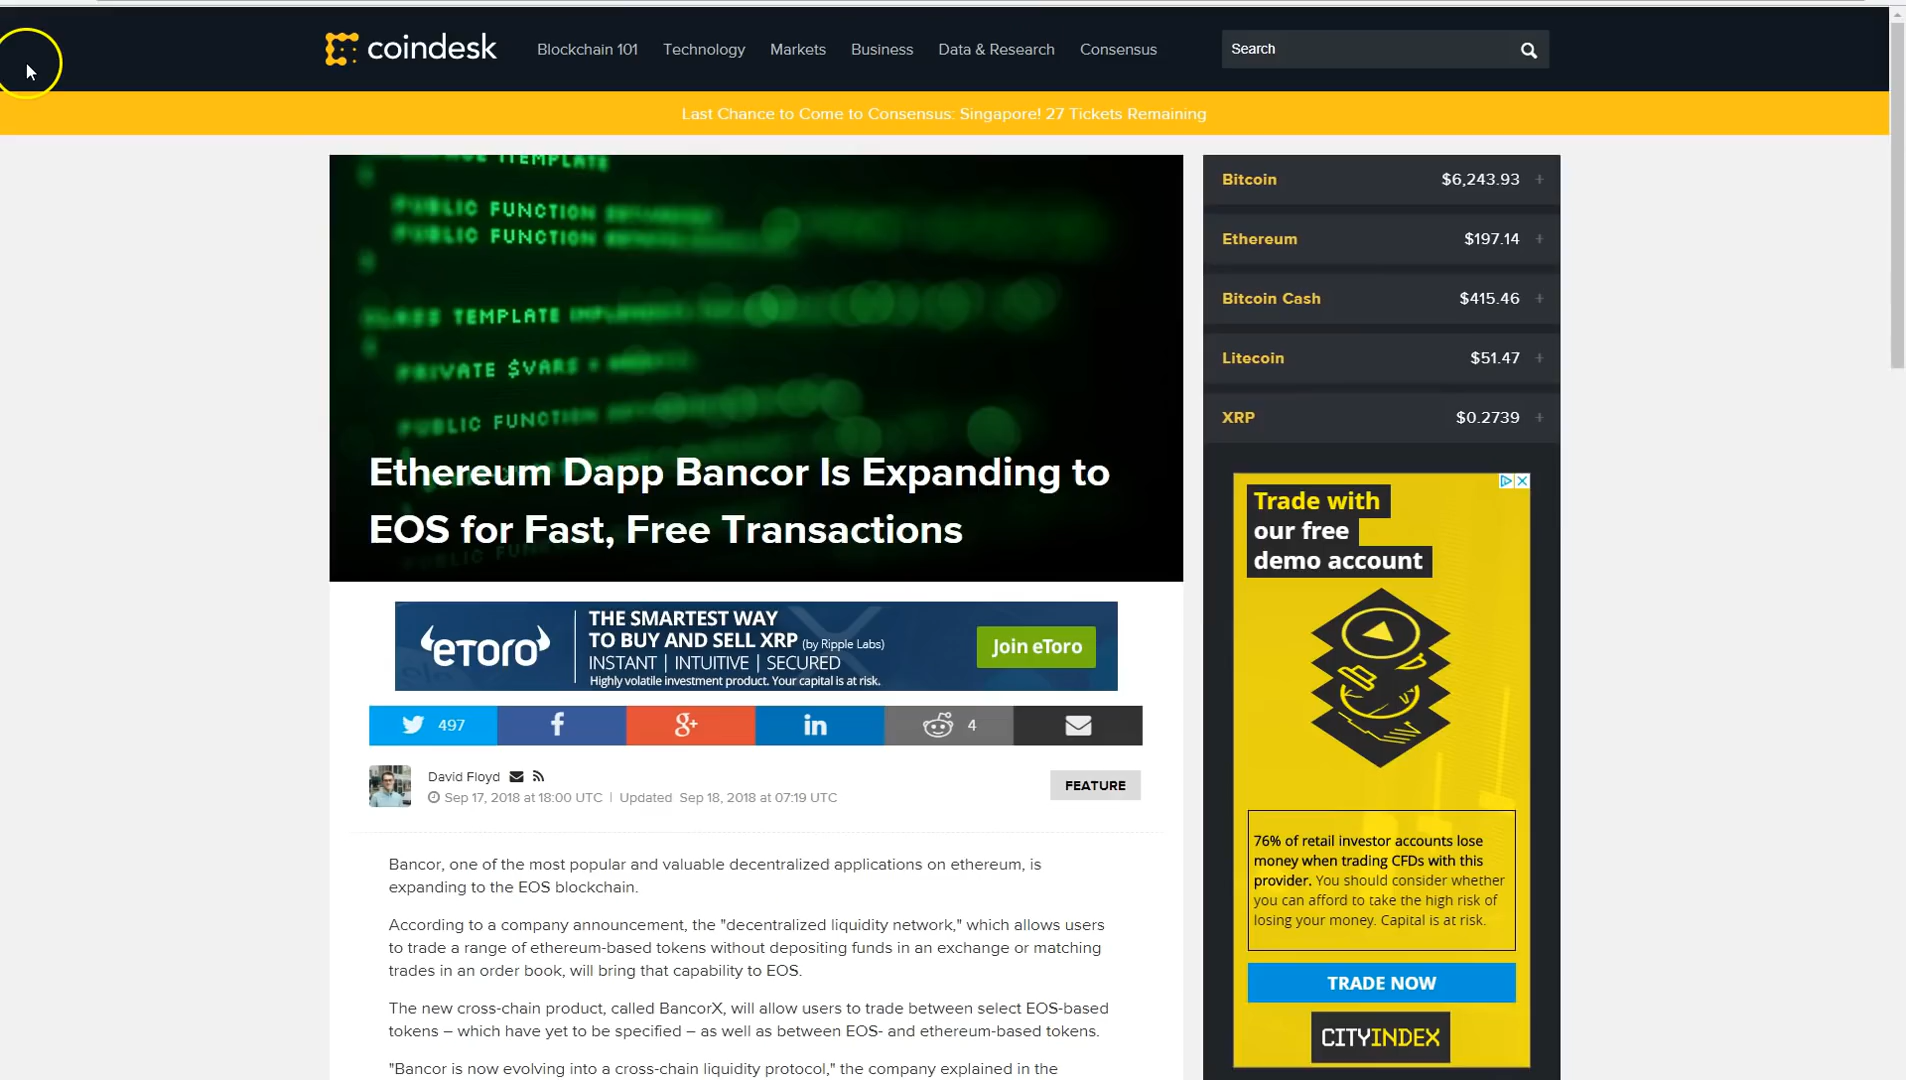 coindesk
Blockchain 101 Technology Markets Business Data & Research Consensus
Search
Last Chance to Come to Consensus: Singapore! 27 Tickets Remaining
TEMPLATE
PUBLIC FUNCTION
PUBLIC FUNCTION
CLASS TEMPLATE
PRIVATE $VARS =
PUBLIC FUNCTION
Ethereum Dapp Bancor Is Expanding to
EOS for Fast, Free Transactions
Bitcoin $6,243.93 +
Ethereum $197.14 +
Bitcoin Cash $415.46 +
Litecoin $51.47 +
XRP $0.2739 +
eToro
THE SMARTEST WAY
TO BUY AND SELL XRP (by Ripple Labs)
INSTANT | INTUITIVE | SECURED
Highly volatile investment product. Your capital is at risk.
Join eToro
497
f
g+
in
4
David Floyd
Sep 17, 2018 at 18:00 UTC | Updated Sep 18, 2018 at 07:19 UTC
FEATURE
Bancor, one of the most popular and valuable decentralized applications on ethereum, is
expanding to the EOS blockchain.
According to a company announcement, the "decentralized liquidity network," which allows users
to trade a range of ethereum-based tokens without depositing funds in an exchange or matching
trades in an order book, will bring that capability to EOS.
The new cross-chain product, called BancorX, will allow users to trade between select EOS-based
tokens – which have yet to be specified – as well as between EOS- and ethereum-based tokens.
"Bancor is now evolving into a cross-chain liquidity protocol," the company explained in the
Trade with
our free
demo account
76% of retail investor accounts lose
money when trading CFDs with this
provider. You should consider whether
you can afford to take the high risk of
losing your money. Capital is at risk.
TRADE NOW
CITYINDEX